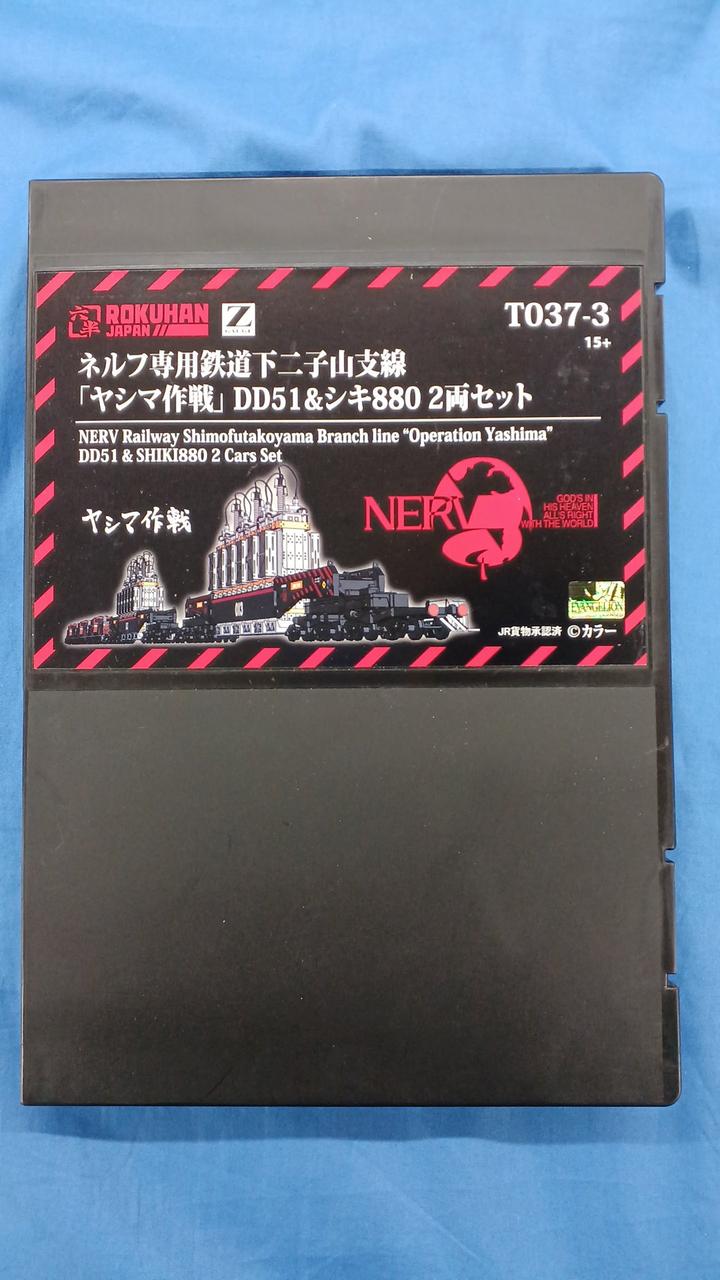 六半
ROKUHAN
JAPAN
Z
GAUGE
T037-3
15+
ネルフ専用鉄道下二子山支線
「ヤシマ作戦」DD51&シキ880 2両セット
NERV Railway Shimofutakoyama Branch line “Operation Yashima”
DD51 & SHIKI880 2 Cars Set
ヤシマ作戦
NERV
GOD'S IN
HIS HEAVEN
ALL'S RIGHT
WITH THE WORLD
EVANGELION
JR貨物承認済 ©カラー